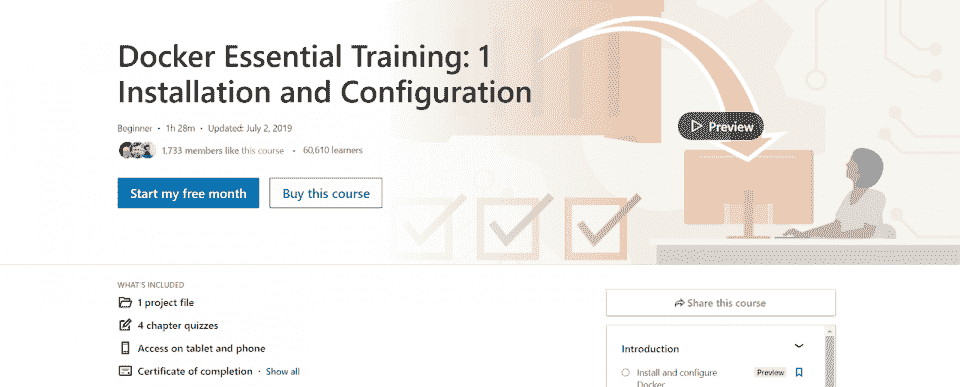 Docker Essential Training: 1
Installation and Configuration
Beginner • 1h 28m • Updated: July 2, 2019
1,733 members like this course • 60,610 learners
Start my free month
Buy this course
Preview
WHAT'S INCLUDED
1 project file
4 chapter quizzes
Access on tablet and phone
Certificate of completion • Show all
Share this course
Introduction
Install and configure
Docker
Preview